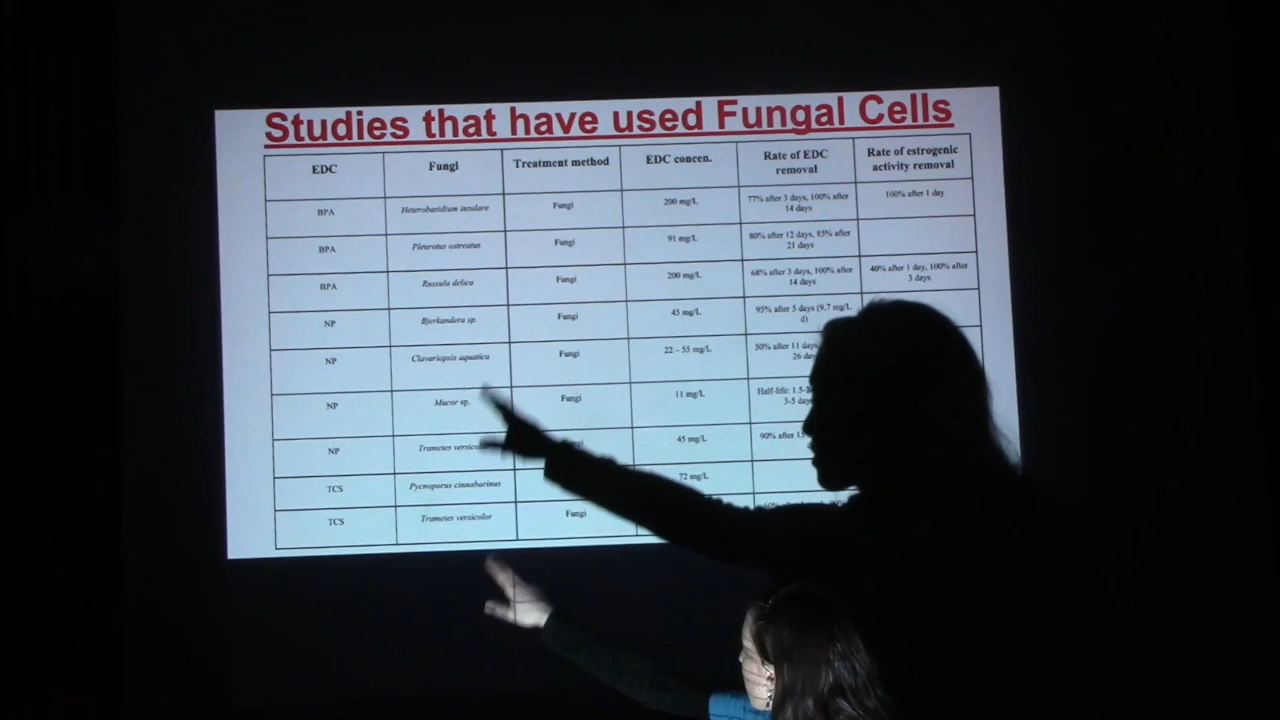 Studies that have used Fungal Cells
EDC Fungi Treatment method EDC concen. Rate of EDC removal Rate of estrogenic activity removal
BPA Heterobasidium insulare Fungi 200 mg/L 77% after 3 days, 100% after 14 days 100% after 1 day
BPA Pleurotus ostreatus Fungi 91 mg/L 80% after 12 days, 85% after 21 days
BPA Russula delica Fungi 200 mg/L 68% after 3 days, 100% after 14 days 40% after 1 day, 100% after 3 days
NP Bjerkandera sp. Fungi 45 mg/L 95% after 5 days (9.7 mg/L d)
NP Clavariopsis aquatica Fungi 22 – 55 mg/L 50% after 11 days 26
NP Mucor sp. Fungi 11 mg/L Half-life: 3-5
NP Trametes 45 mg/L 90% after
TCS Pycnoporus cinnabarinus 72 mg/L
TCS Trametes versicolor Fungi